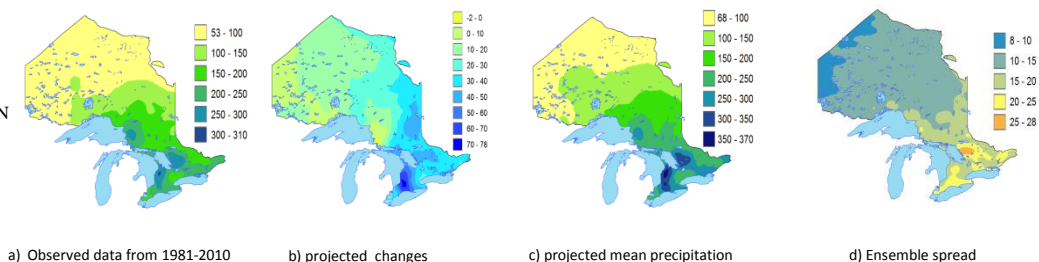 53 - 100
100 - 150
150 - 200
200 - 250
250 - 300
300 - 310
-2 - 0
0 - 10
10 - 20
20 - 30
30 - 40
40 - 50
50 - 60
60 - 70
70 - 78
68 - 100
100 - 150
150 - 200
200 - 250
250 - 300
300 - 350
350 - 370
8 - 10
10 - 15
15 - 20
20 - 25
25 - 28
N
a) Observed data from 1981-2010
b) projected changes
c) projected mean precipitation
d) Ensemble spread